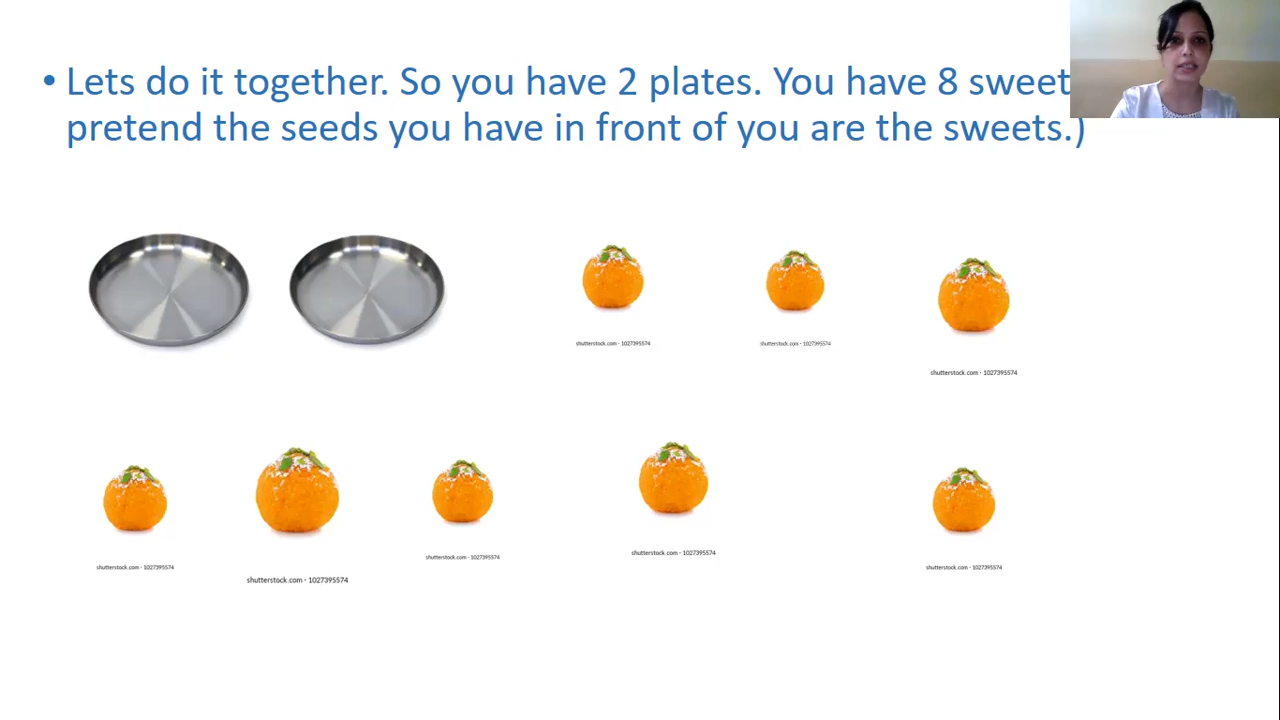 • Lets do it together. So you have 2 plates. You have 8 sweet
pretend the seeds you have in front of you are the sweets.)
shutterstock.com · 1027395574
shutterstock.com · 1027395574
shutterstock.com · 1027395574
shutterstock.com · 1027395574
shutterstock.com · 1027395574
shutterstock.com · 1027395574
shutterstock.com · 1027395574
shutterstock.com · 1027395574